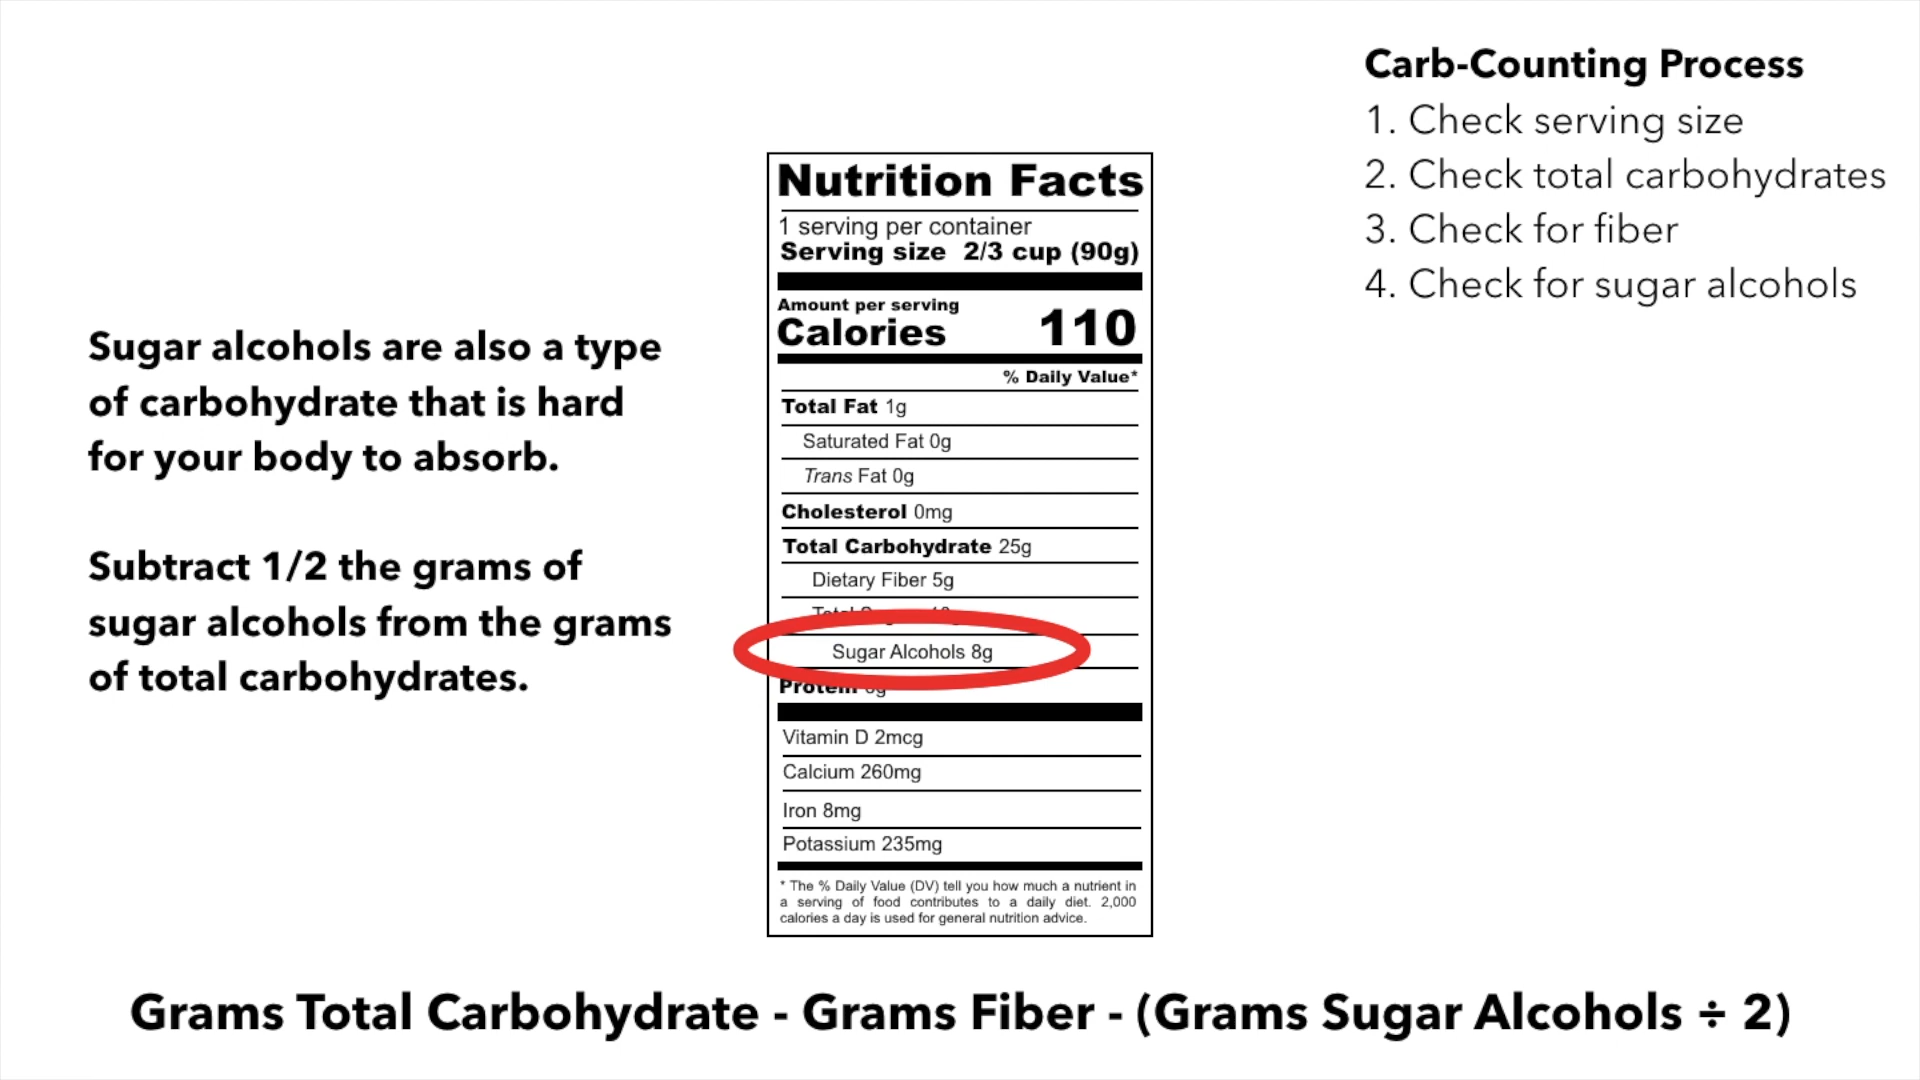 Carb-Counting Process
1. Check serving size
2. Check total carbohydrates
3. Check for fiber
4. Check for sugar alcohols
Sugar alcohols are also a type
of carbohydrate that is hard
for your body to absorb.
Subtract 1/2 the grams of
sugar alcohols from the grams
of total carbohydrates.
Nutrition Facts
1 serving per container
Serving size 2/3 cup (90g)
Amount per serving
Calories 110
% Daily Value*
Total Fat 1g
Saturated Fat 0g
Trans Fat 0g
Cholesterol 0mg
Total Carbohydrate 25g
Dietary Fiber 5g
Total
Sugar Alcohols 8g
Protein
Vitamin D 2mcg
Calcium 260mg
Iron 8mg
Potassium 235mg
* The % Daily Value (DV) tell you how much a nutrient in
a serving of food contributes to a daily diet. 2,000
calories a day is used for general nutrition advice.
Grams Total Carbohydrate - Grams Fiber - (Grams Sugar Alcohols ÷ 2)